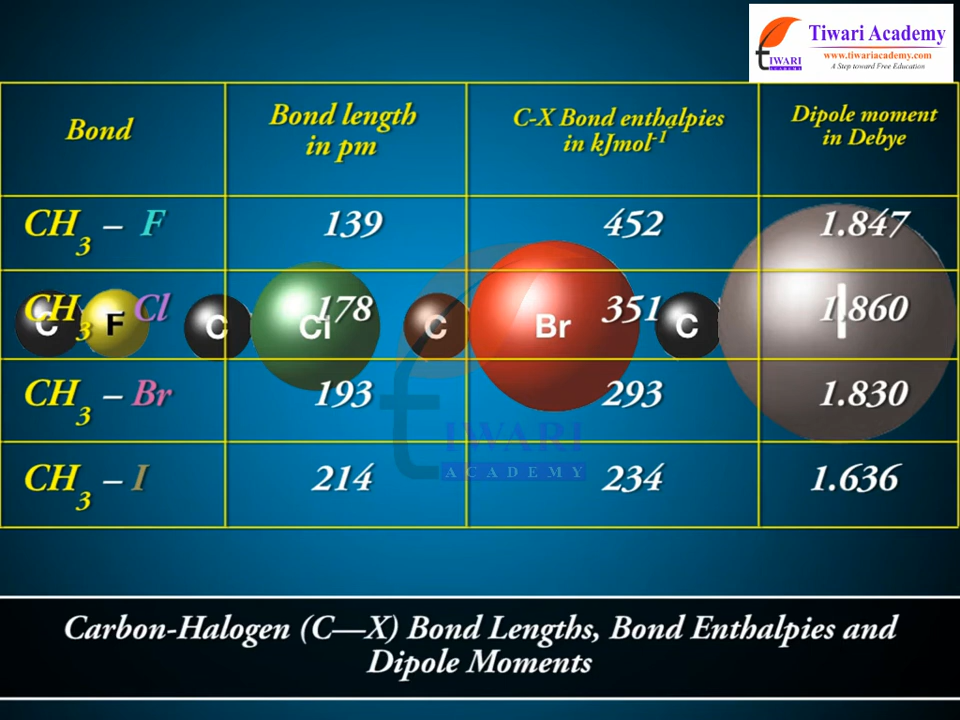 Tiwari Academy
www.tiwariacademy.com
A Step toward Free Education
tIWARI
ACADEMY
Bond
Bond length
in pm
C-X Bond enthalpies
in kJmol-1
Dipole moment
in Debye
CH3 – F 139 452 1.847
CH3 – Cl 178 351 1.860
C F C Cl C Br C I
CH3 – Br 193 293 1.830
CH3 – I 214 234 1.636
tIWARI
ACADEMY
Carbon-Halogen (C—X) Bond Lengths, Bond Enthalpies and
Dipole Moments